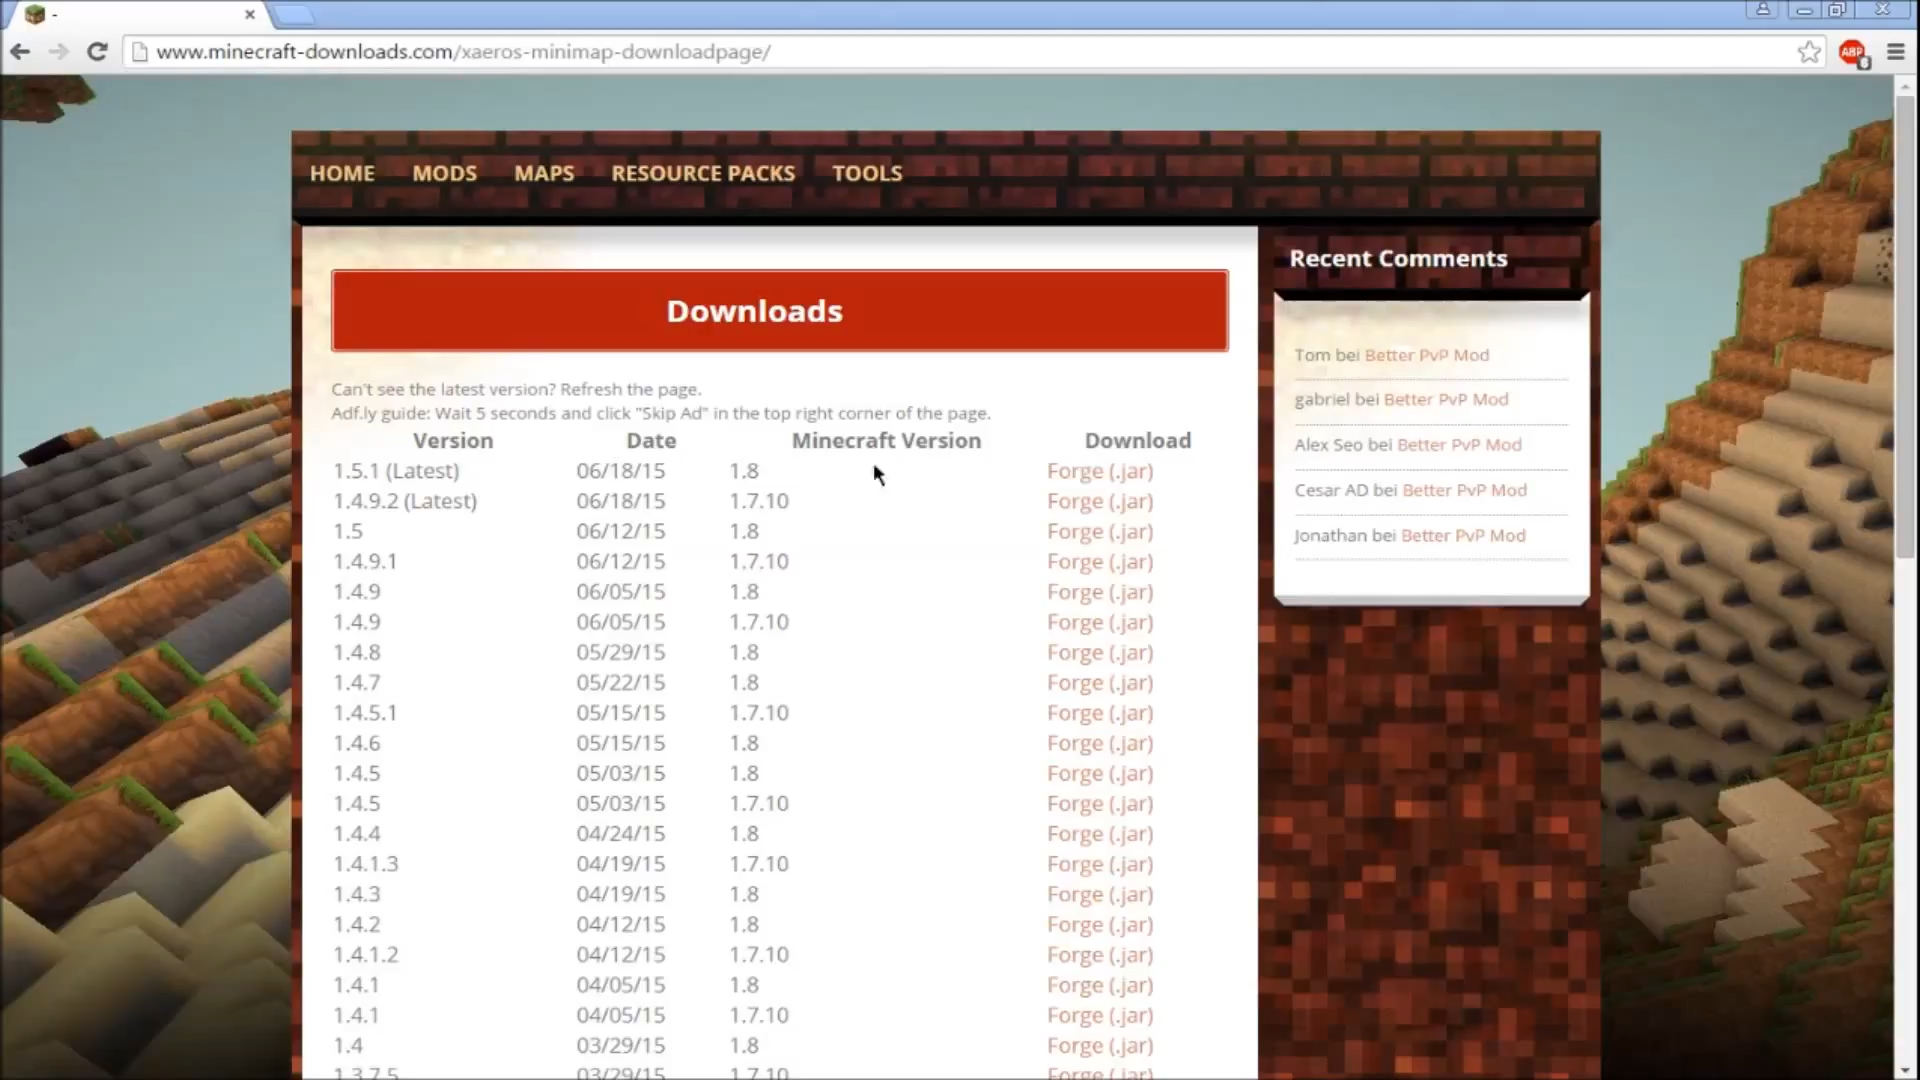 -
www.minecraft-downloads.com/xaeros-minimap-downloadpage/
ABP
HOME MODS MAPS RESOURCE PACKS TOOLS
Downloads
Can't see the latest version? Refresh the page.
Adf.ly guide: Wait 5 seconds and click "Skip Ad" in the top right corner of the page.
Version Date Minecraft Version Download
1.5.1 (Latest) 06/18/15 1.8 Forge (.jar)
1.4.9.2 (Latest) 06/18/15 1.7.10 Forge (.jar)
1.5 06/12/15 1.8 Forge (.jar)
1.4.9.1 06/12/15 1.7.10 Forge (.jar)
1.4.9 06/05/15 1.8 Forge (.jar)
1.4.9 06/05/15 1.7.10 Forge (.jar)
1.4.8 05/29/15 1.8 Forge (.jar)
1.4.7 05/22/15 1.8 Forge (.jar)
1.4.5.1 05/15/15 1.7.10 Forge (.jar)
1.4.6 05/15/15 1.8 Forge (.jar)
1.4.5 05/03/15 1.8 Forge (.jar)
1.4.5 05/03/15 1.7.10 Forge (.jar)
1.4.4 04/24/15 1.8 Forge (.jar)
1.4.1.3 04/19/15 1.7.10 Forge (.jar)
1.4.3 04/19/15 1.8 Forge (.jar)
1.4.2 04/12/15 1.8 Forge (.jar)
1.4.1.2 04/12/15 1.7.10 Forge (.jar)
1.4.1 04/05/15 1.8 Forge (.jar)
1.4.1 04/05/15 1.7.10 Forge (.jar)
1.4 03/29/15 1.8 Forge (.jar)
1.3.7.5 03/29/15 1.7.10 Forge (.jar)
Recent Comments
Tom bei Better PvP Mod
gabriel bei Better PvP Mod
Alex Seo bei Better PvP Mod
Cesar AD bei Better PvP Mod
Jonathan bei Better PvP Mod